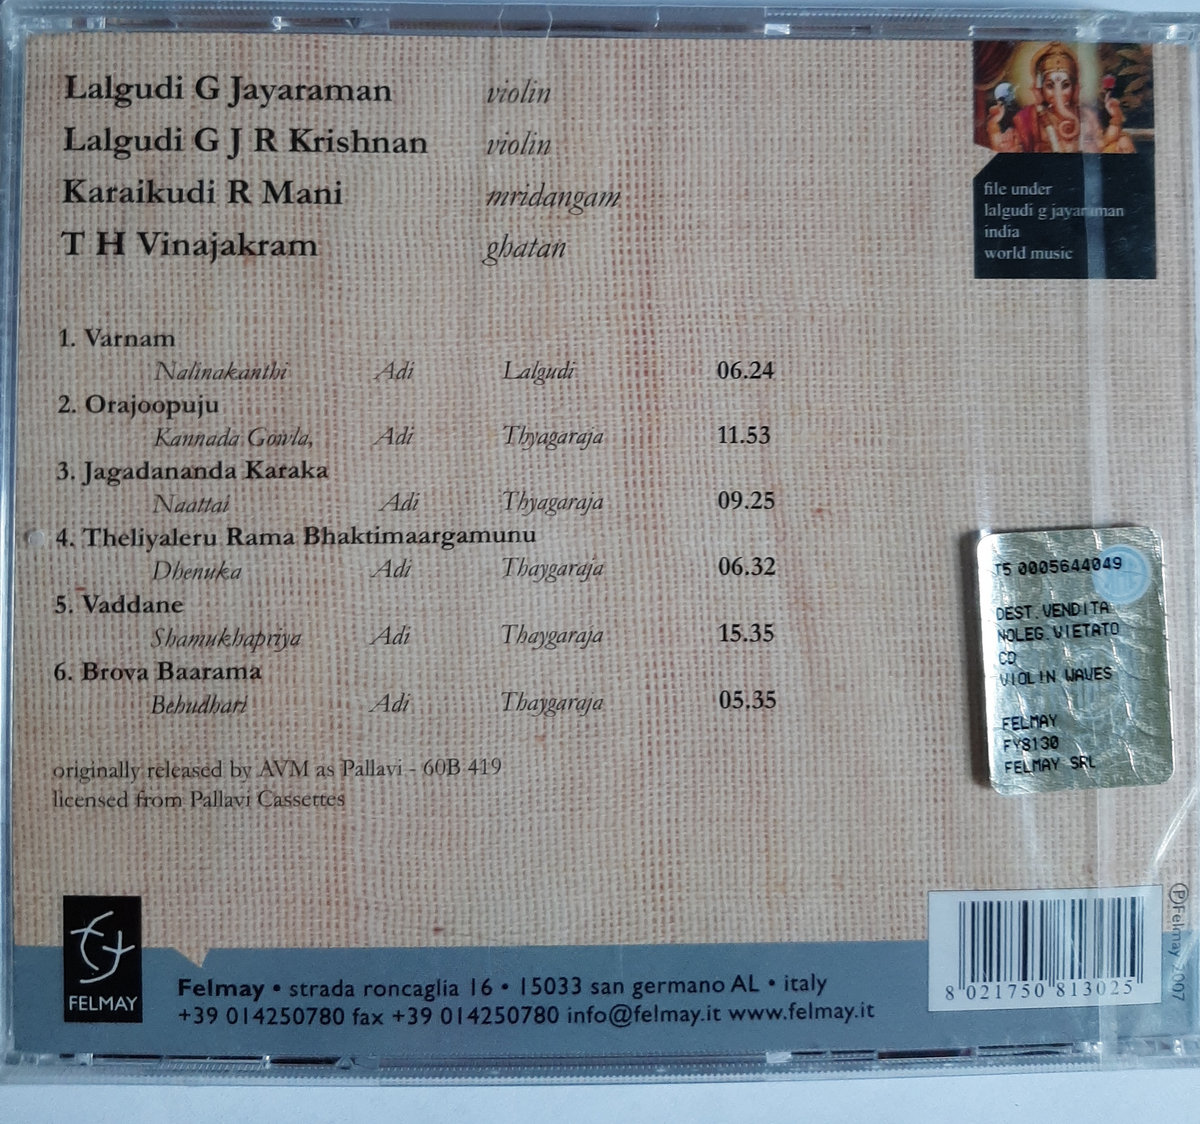 Lalgudi G Jayaraman violin
Lalgudi G J R Krishnan violin
Karaikudi R Mani mridangam
T H Vinajakram ghatan
file under
lalgudi g jayaraman
india
world music
1. Varnam
Nalinakanthi Adi Lalgudi 06.24
2. Orajoopuju
Kannada Gowla, Adi Thyagaraja 11.53
3. Jagadananda Karaka
Naattai Adi Thyagaraja 09.25
4. Theliyaleru Rama Bhaktimaargamunu
Dhenuka Adi Thaygaraja 06.32
5. Vaddane
Shamukhapriya Adi Thaygaraja 15.35
6. Brova Baarama
Behudhari Adi Thaygaraja 05.35
originally released by AVM as Pallavi - 60B 419
licensed from Pallavi Cassettes
T5 0005644049
DEST.VENDITA
NOLEG.VIETATO
CD
VIOLIN WAVES
FELMAY
FY8130
FELMAY SRL
FELMAY
Felmay • strada roncaglia 16 • 15033 san germano AL • italy
+39 014250780 fax +39 014250780 info@felmay.it www.felmay.it
8 021750 813025
ⓅFelmay 2007